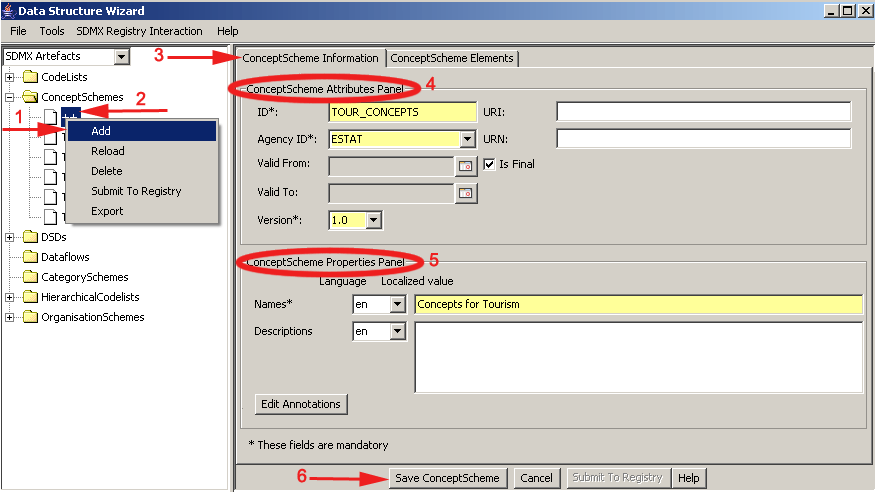 Data Structure Wizard
File Tools SDMX Registry Interaction Help
SDMX Artefacts
CodeLists
ConceptSchemes
1
2
++
Add
Reload
Delete
Submit To Registry
Export
DSDs
Dataflows
CategorySchemes
HierarchicalCodelists
OrganisationSchemes
3
ConceptScheme Information
ConceptScheme Elements
ConceptScheme Attributes Panel
4
ID*: TOUR_CONCEPTS URI:
Agency ID*: ESTAT URN:
Valid From: Is Final
Valid To:
Version*: 1.0
ConceptScheme Properties Panel
5
Language Localized value
Names* en Concepts for Tourism
Descriptions en
Edit Annotations
* These fields are mandatory
6
Save ConceptScheme Cancel Submit To Registry Help